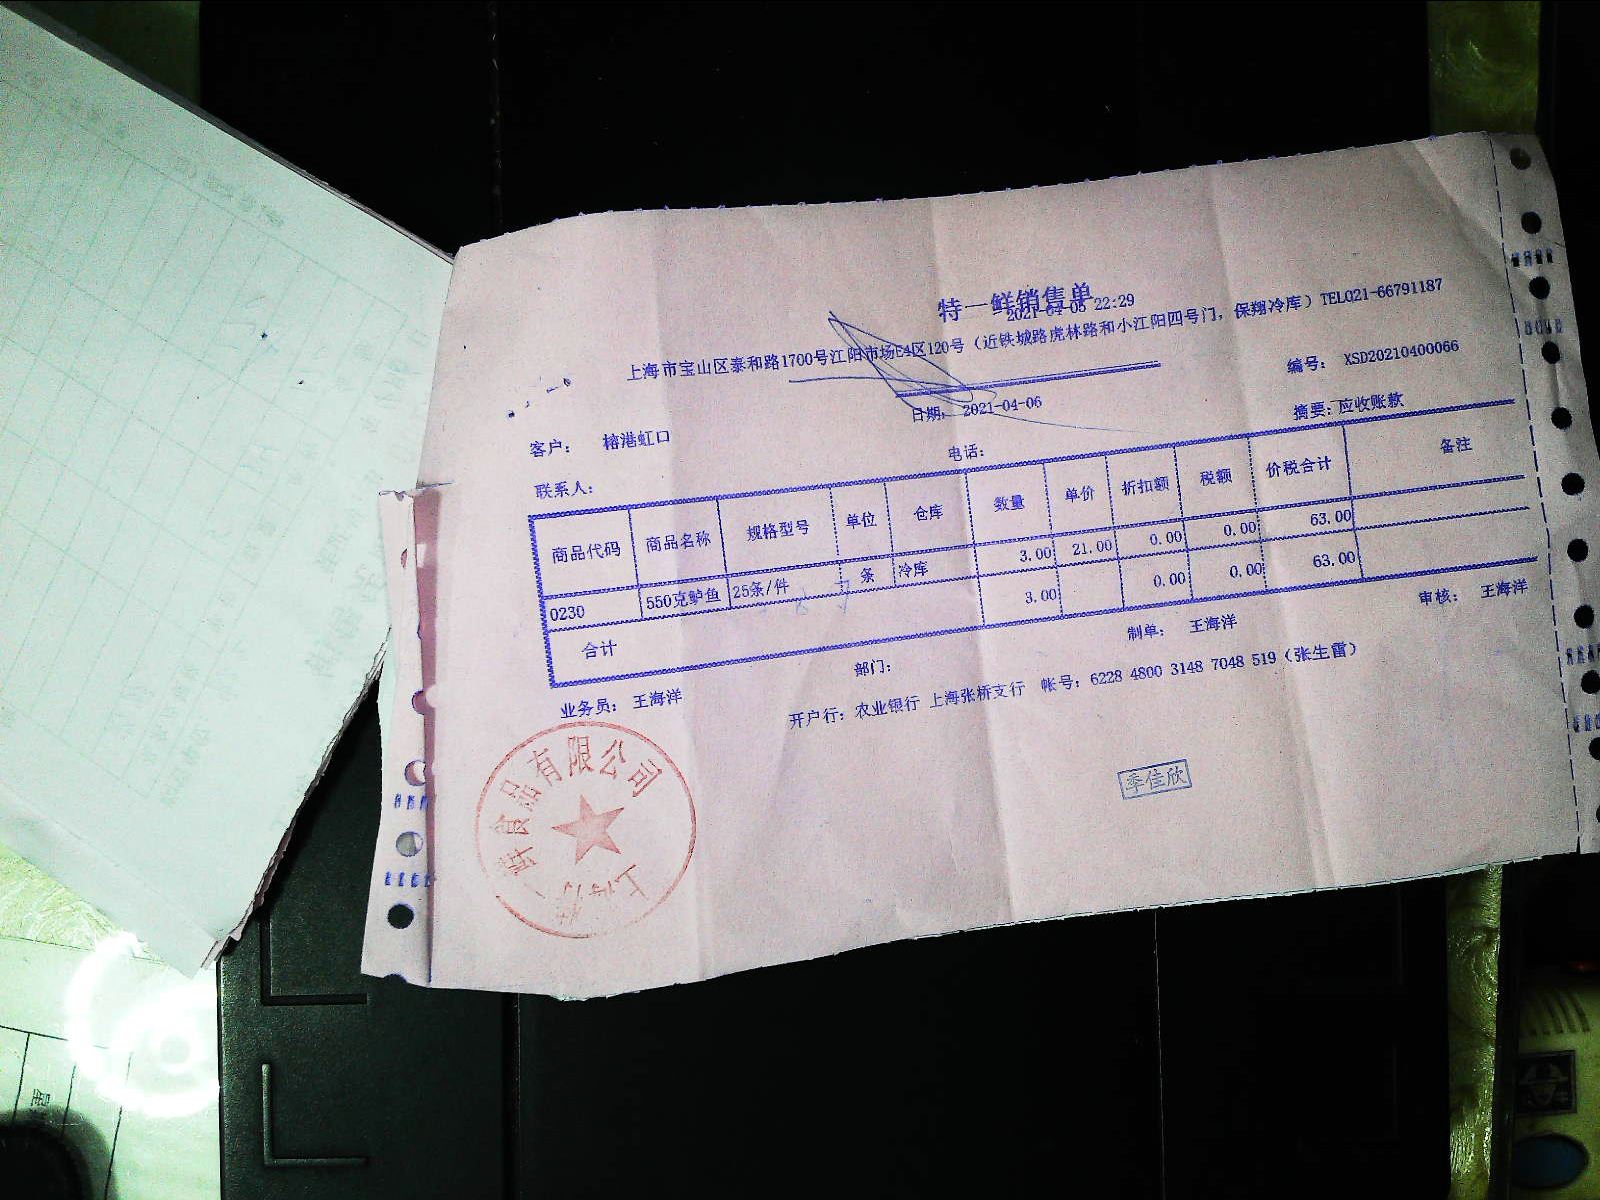 特一鲜销售单
2021-04-05 22:29
上海市宝山区泰和路1700号江阳市场E4区120号（近铁城路虎林路和小江阳四号门，保翔冷库）TEL021-66791187
编号： XSD20210400066
日期： 2021-04-06
摘要：应收账款
客户： 榕港虹口
电话：
联系人：
商品代码 商品名称 规格型号 单位 仓库 数量 单价 折扣额 税额 价税合计 备注
0230 550克鲈鱼 25条/件 条 冷库 3.00 21.00 0.00 0.00 63.00
合计 3.00 0.00 0.00 63.00
业务员： 王海洋 部门： 制单： 王海洋 审核： 王海洋
开户行：农业银行 上海张桥支行 帐号：6228 4800 3148 7048 519（张生雷）
季佳欣
上海特一鲜食品有限公司